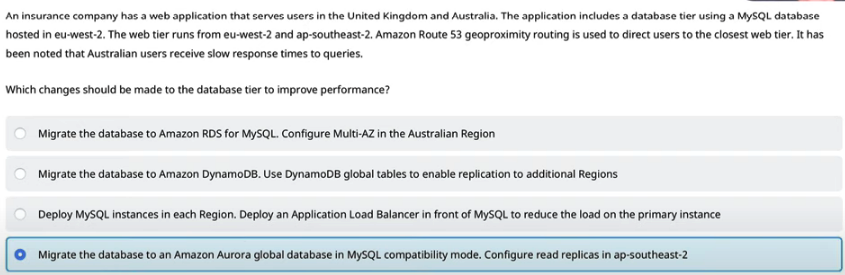 An insurance company has a web application that serves users in the United Kingdom and Australia. The application includes a database tier using a MySQL database
hosted in eu-west-2. The web tier runs from eu-west-2 and ap-southeast-2. Amazon Route 53 geoproximity routing is used to direct users to the closest web tier. It has
been noted that Australian users receive slow response times to queries.
Which changes should be made to the database tier to improve performance?
Migrate the database to Amazon RDS for MySQL. Configure Multi-AZ in the Australian Region
Migrate the database to Amazon DynamoDB. Use DynamoDB global tables to enable replication to additional Regions
Deploy MySQL instances in each Region. Deploy an Application Load Balancer in front of MySQL to reduce the load on the primary instance
Migrate the database to an Amazon Aurora global database in MySQL compatibility mode. Configure read replicas in ap-southeast-2